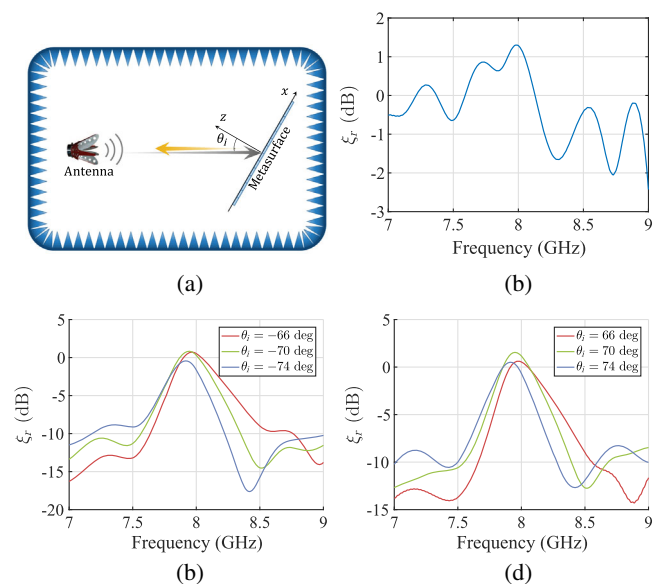 x
z
θᵢ
Antenna
Metasurface
(a)
ξᵣ (dB)
3
2
1
0
-1
-2
-3
7 7.5 8 8.5 9
Frequency (GHz)
(b)
ξᵣ (dB)
5
0
-5
-10
-15
-20
θᵢ = −66 deg
θᵢ = −70 deg
θᵢ = −74 deg
7 7.5 8 8.5 9
Frequency (GHz)
(b)
ξᵣ (dB)
5
0
-5
-10
-15
θᵢ = 66 deg
θᵢ = 70 deg
θᵢ = 74 deg
7 7.5 8 8.5 9
Frequency (GHz)
(d)